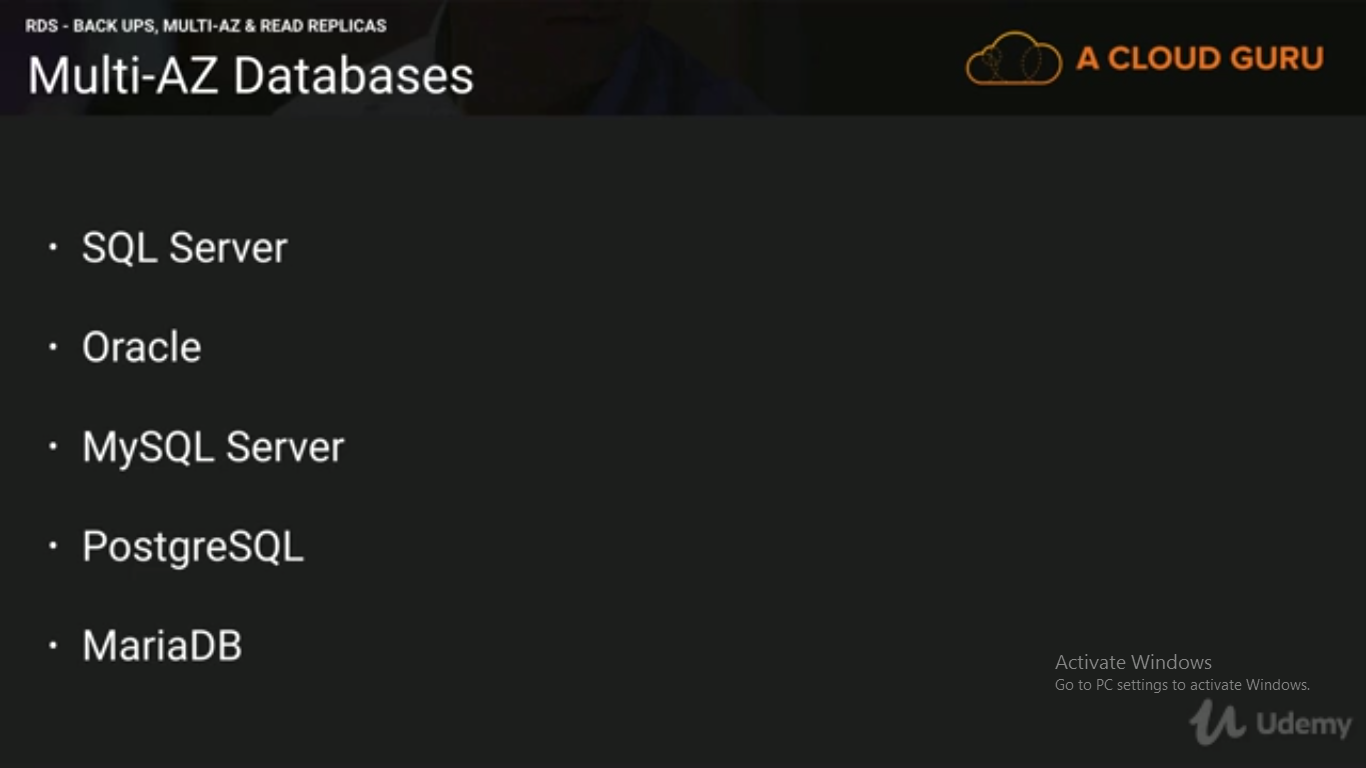 RDS - BACK UPS, MULTI-AZ & READ REPLICAS
Multi-AZ Databases
A CLOUD GURU
• SQL Server
• Oracle
• MySQL Server
• PostgreSQL
• MariaDB
Activate Windows
Go to PC settings to activate Windows.
Udemy